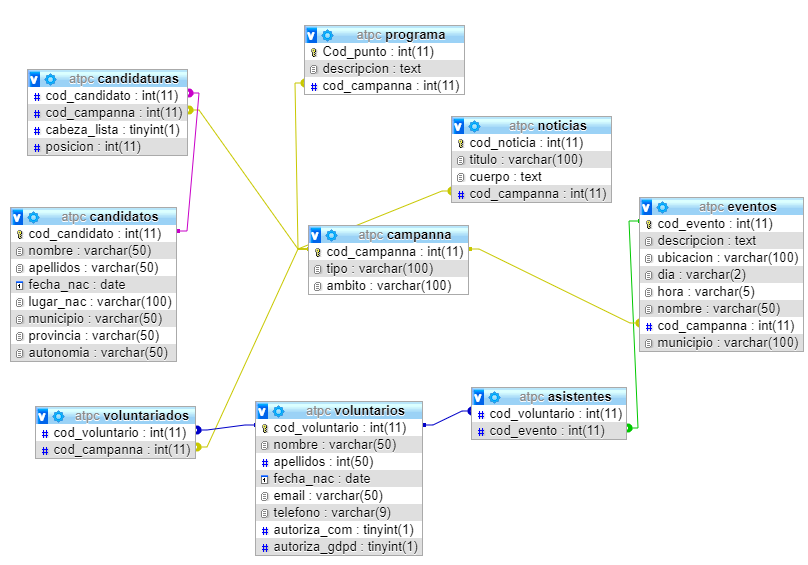 atpc programa
Cod_punto : int(11)
descripcion : text
cod_campanna : int(11)
atpc candidaturas
cod_candidato : int(11)
cod_campanna : int(11)
cabeza_lista : tinyint(1)
posicion : int(11)
atpc noticias
cod_noticia : int(11)
titulo : varchar(100)
cuerpo : text
cod_campanna : int(11)
atpc candidatos
cod_candidato : int(11)
nombre : varchar(50)
apellidos : varchar(50)
fecha_nac : date
lugar_nac : varchar(100)
municipio : varchar(50)
provincia : varchar(50)
autonomia : varchar(50)
atpc campanna
cod_campanna : int(11)
tipo : varchar(100)
ambito : varchar(100)
atpc eventos
cod_evento : int(11)
descripcion : text
ubicacion : varchar(100)
dia : varchar(2)
hora : varchar(5)
nombre : varchar(50)
cod_campanna : int(11)
municipio : varchar(100)
atpc voluntariados
cod_voluntario : int(11)
cod_campanna : int(11)
atpc voluntarios
cod_voluntario : int(11)
nombre : varchar(50)
apellidos : int(50)
fecha_nac : date
email : varchar(50)
telefono : varchar(9)
autoriza_com : tinyint(1)
autoriza_gdpd : tinyint(1)
atpc asistentes
cod_voluntario : int(11)
cod_evento : int(11)